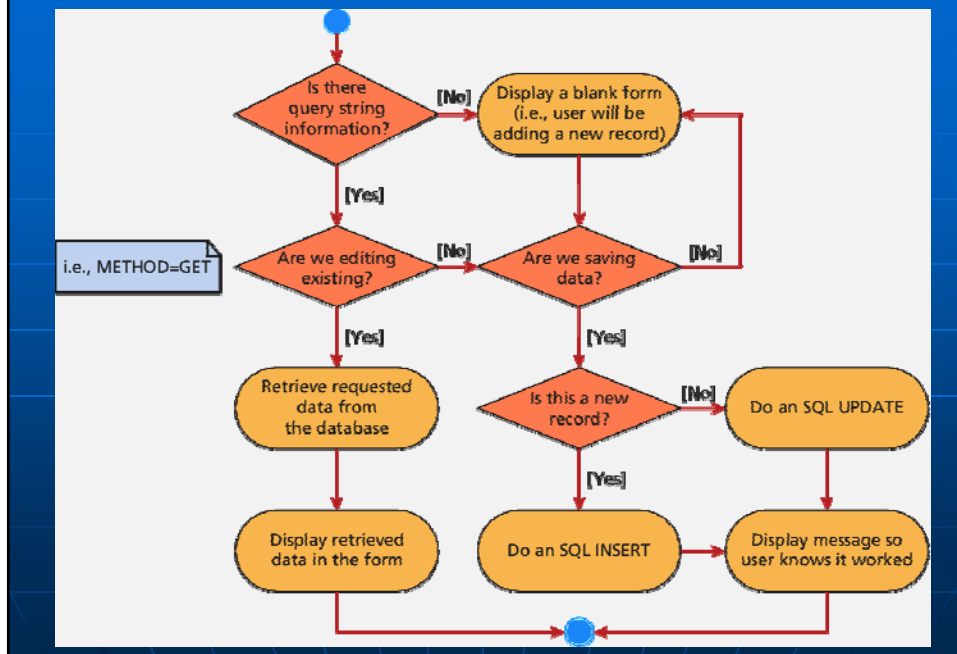 Is there
query string
information?
[No]
Display a blank form
(i.e., user will be
adding a new record)
[Yes]
i.e., METHOD=GET
Are we editing
existing?
[No]
Are we saving
data?
[No]
[Yes]
[Yes]
Retrieve requested
data from
the database
Is this a new
record?
[No]
Do an SQL UPDATE
[Yes]
Display retrieved
data in the form
Do an SQL INSERT
Display message so
user knows it worked